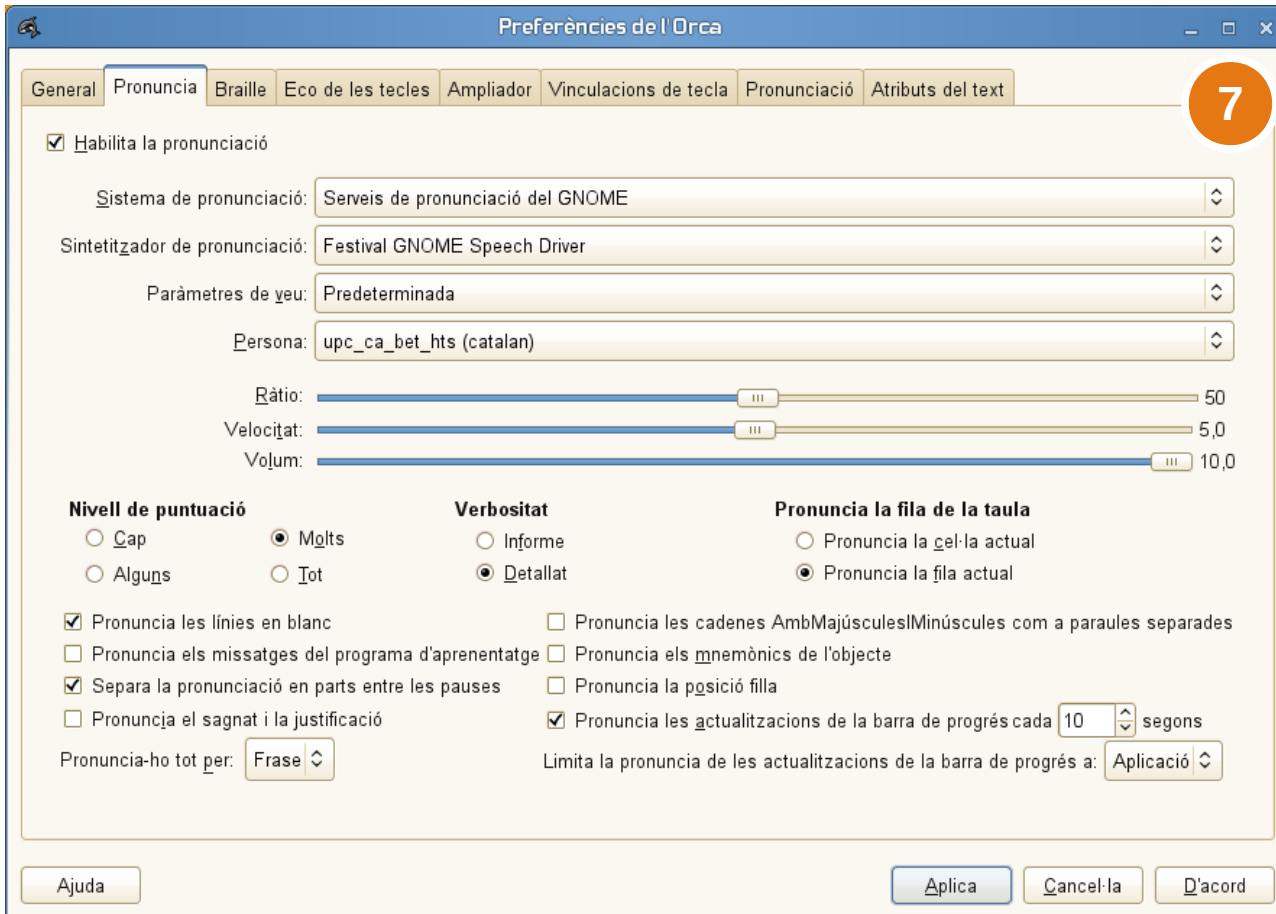 Preferències de l'Orca
General Pronuncia Braille Eco de les tecles Ampliador Vinculacions de tecla Pronunciació Atributs del text
7
Habilita la pronunciació
Sistema de pronunciació: Serveis de pronunciació del GNOME
Sintetitzador de pronunciació: Festival GNOME Speech Driver
Paràmetres de veu: Predeterminada
Persona: upc_ca_bet_hts (catalan)
Ràtio: 50
Velocitat: 5,0
Volum: 10,0
Nivell de puntuació Verbositat Pronuncia la fila de la taula
Cap Molts Informe Pronuncia la cel·la actual
Alguns Tot Detallat Pronuncia la fila actual
Pronuncia les línies en blanc Pronuncia les cadenes AmbMajúsculesIMinúscules com a paraules separades
Pronuncia els missatges del programa d'aprenentatge Pronuncia els mnemònics de l'objecte
Separa la pronunciació en parts entre les pauses Pronuncia la posició filla
Pronuncia el sagnat i la justificació Pronuncia les actualitzacions de la barra de progrés cada 10 segons
Pronuncia-ho tot per: Frase Limita la pronuncia de les actualitzacions de la barra de progrés a: Aplicació
Ajuda Aplica Cancel·la D'acord